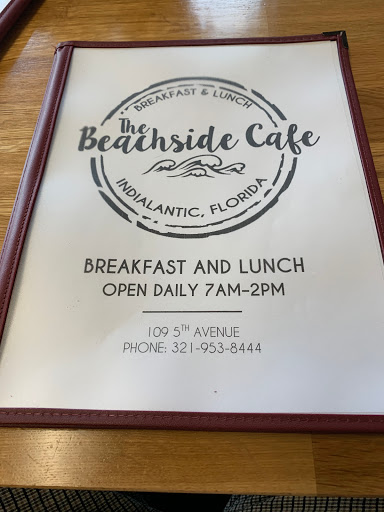 BREAKFAST & LUNCH
The
Beachside Cafe
INDIALANTIC, FLORIDA
BREAKFAST AND LUNCH
OPEN DAILY 7AM-2PM
109 5TH AVENUE
PHONE: 321-953-8444